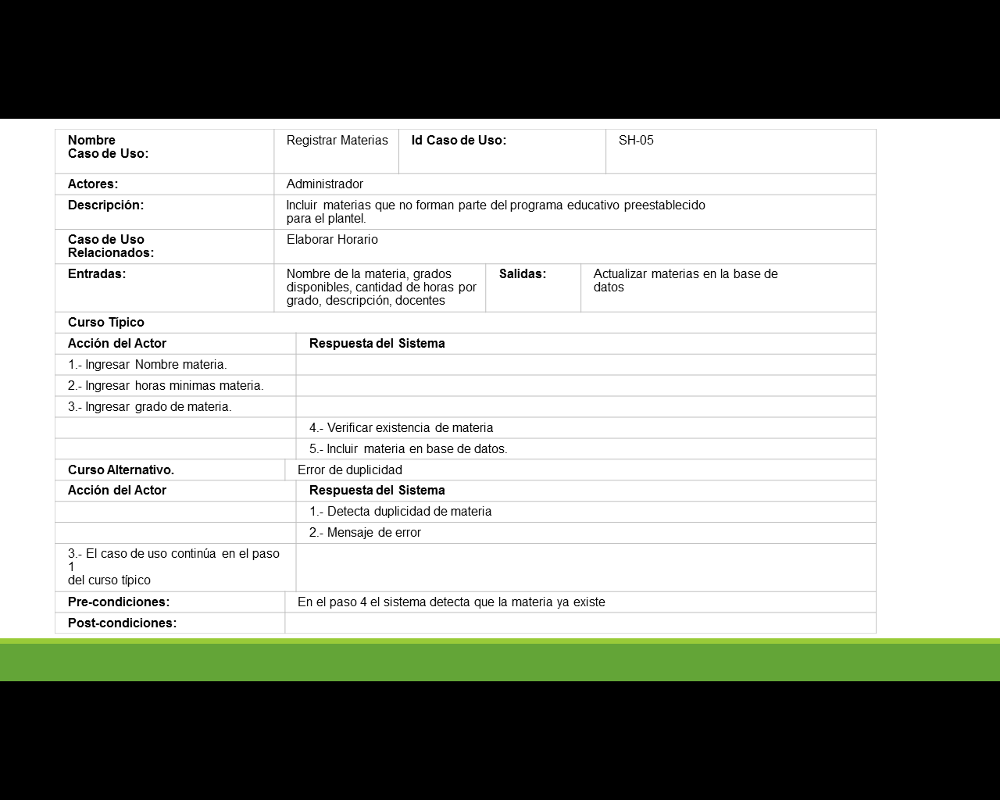 Nombre
Caso de Uso:
Registrar Materias
Id Caso de Uso:
SH-05
Actores:
Administrador
Descripción:
Incluir materias que no forman parte del programa educativo preestablecido
para el plantel.
Caso de Uso
Relacionados:
Elaborar Horario
Entradas:
Nombre de la materia, grados
disponibles, cantidad de horas por
grado, descripción, docentes
Salidas:
Actualizar materias en la base de
datos
Curso Típico
Acción del Actor
Respuesta del Sistema
1.- Ingresar Nombre materia.
2.- Ingresar horas minimas materia.
3.- Ingresar grado de materia.
4.- Verificar existencia de materia
5.- Incluir materia en base de datos.
Curso Alternativo.
Error de duplicidad
Acción del Actor
Respuesta del Sistema
1.- Detecta duplicidad de materia
2.- Mensaje de error
3.- El caso de uso continúa en el paso
1
del curso típico
Pre-condiciones:
En el paso 4 el sistema detecta que la materia ya existe
Post-condiciones: